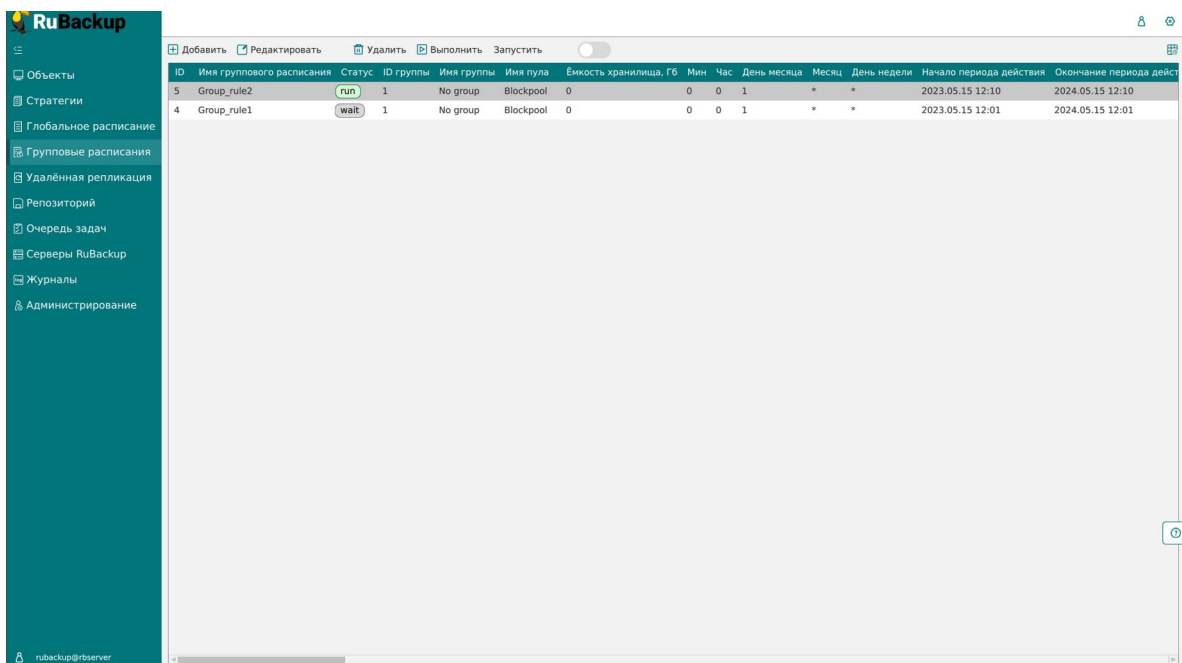 RuBackup
Добавить Редактировать Удалить Выполнить Запустить
Объекты
Стратегии
Глобальное расписание
Групповые расписания
Удалённая репликация
Репозиторий
Очередь задач
Серверы RuBackup
Журналы
Администрирование
ID Имя группового расписания Статус ID группы Имя группы Имя пула Ёмкость хранилища, Гб Мин Час День месяца Месяц День недели Начало периода действия Окончание периода дейст
5 Group_rule2 run 1 No group Blockpool 0 0 0 1 * * 2023.05.15 12:10 2024.05.15 12:10
4 Group_rule1 wait 1 No group Blockpool 0 0 0 1 * * 2023.05.15 12:01 2024.05.15 12:01
rubackup@rbserver